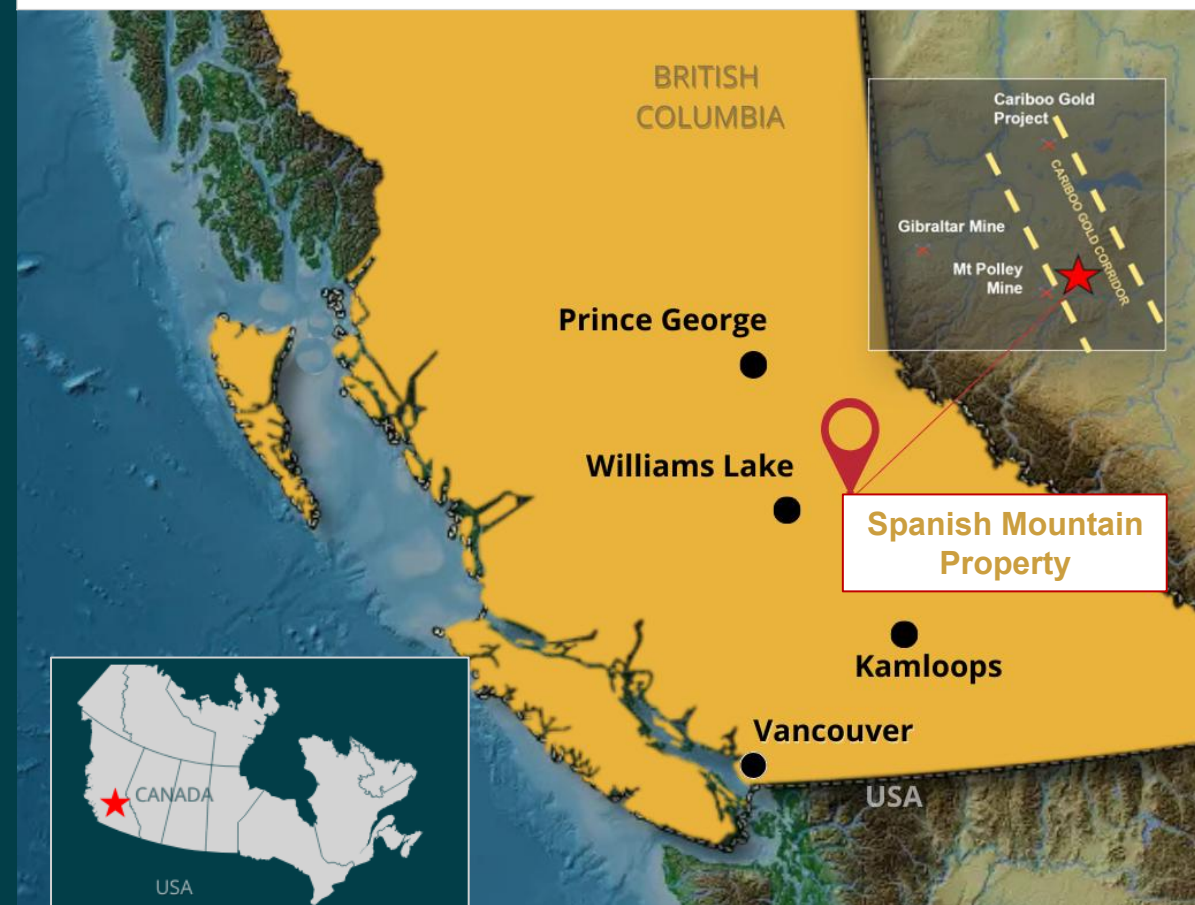 BRITISH
COLUMBIA
Cariboo Gold
Project
CARIBOO GOLD CORRIDOR
Gibraltar Mine
Mt Polley
Mine
Prince George
Williams Lake
Spanish Mountain
Property
Kamloops
Vancouver
USA
CANADA
USA